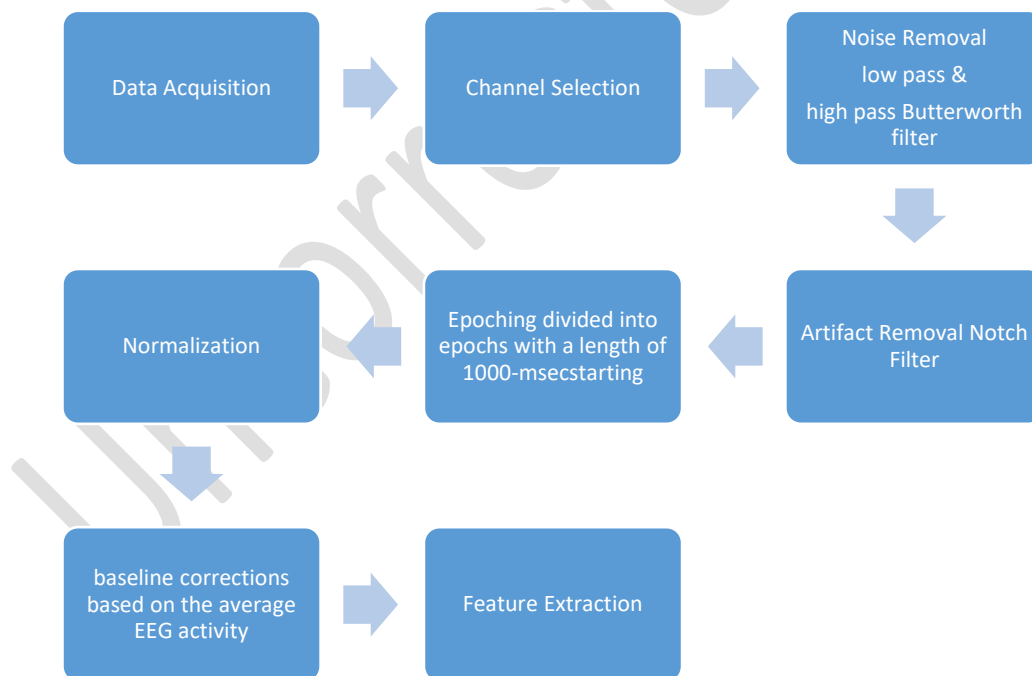 Data Acquisition
Channel Selection
Noise Removal
low pass &
high pass Butterworth
filter
Artifact Removal Notch
Filter
Epoching divided into
epochs with a length of
1000-msecstarting
Normalization
baseline corrections
based on the average
EEG activity
Feature Extraction